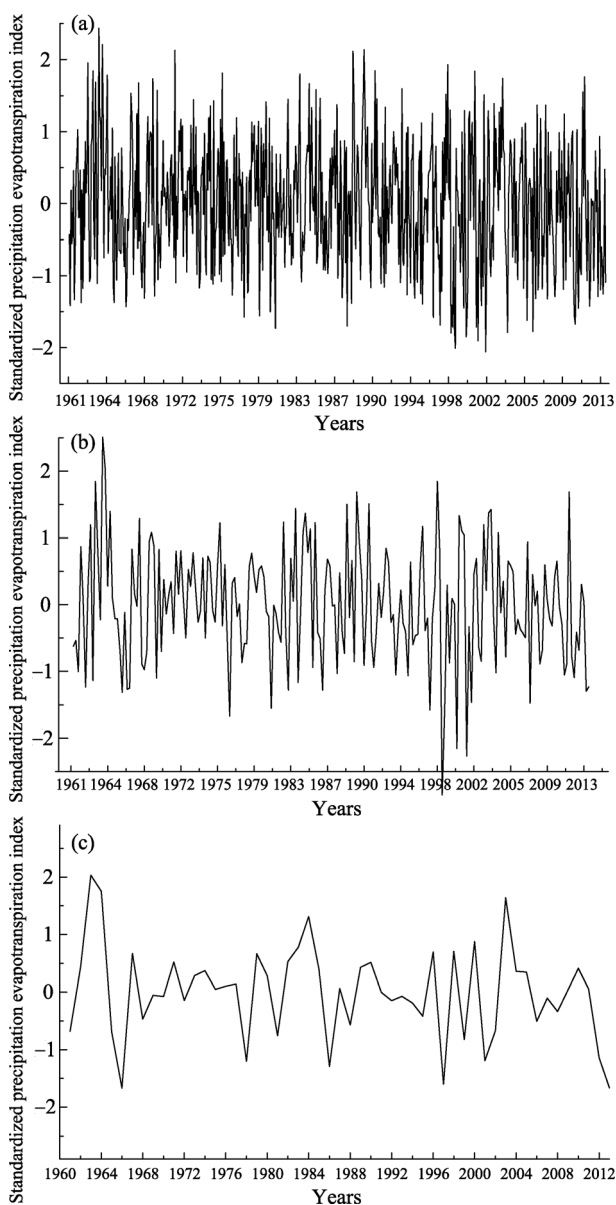 (a)
Standardized precipitation evapotranspiration index
2
1
0
−1
−2
1961 1964 1968 1972 1975 1979 1983 1987 1990 1994 1998 2002 2005 2009 2013
Years
(b)
Standardized precipitation evapotranspiration index
2
1
0
−1
−2
1961 1964 1968 1972 1975 1979 1983 1987 1990 1994 1998 2002 2005 2009 2013
Years
(c)
Standardized precipitation evapotranspiration index
2
1
0
−1
−2
1960 1964 1968 1972 1976 1980 1984 1988 1992 1996 2000 2004 2008 2012
Years